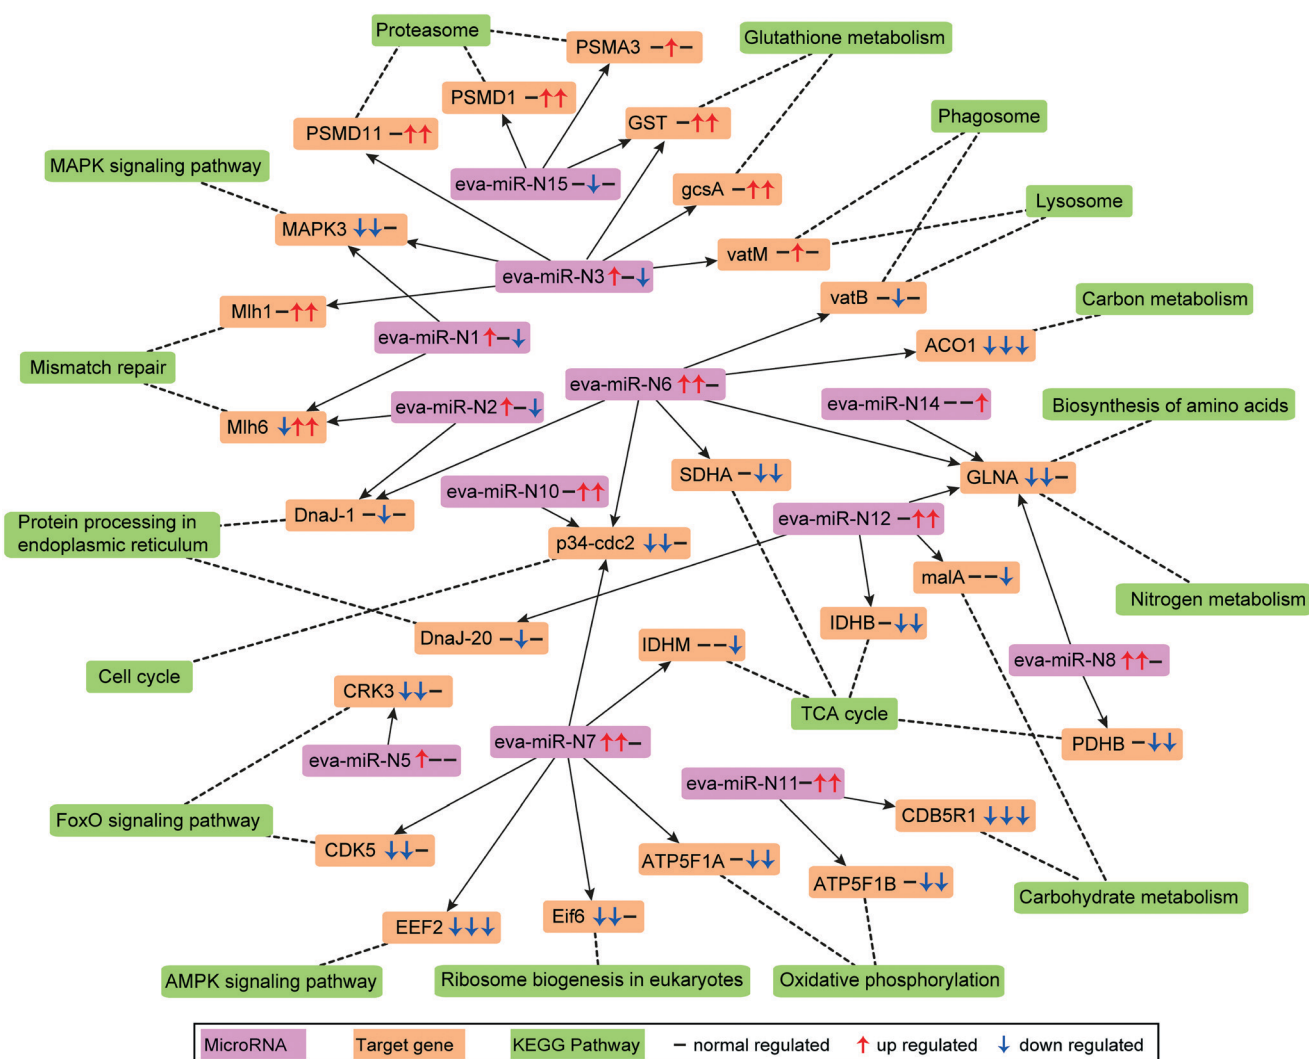 Proteasome
PSMA3 –↑–
Glutathione metabolism
PSMD1 –↑↑
GST –↑↑
PSMD11 –↑↑
Phagosome
MAPK signaling pathway
eva-miR-N15 –↓–
gcsA –↑↑
Lysosome
MAPK3 ↓↓–
vatM –↑–
eva-miR-N3 ↑–↓
vatB –↓–
Carbon metabolism
Mlh1 –↑↑
eva-miR-N1 ↑–↓
ACO1 ↓↓↓
Mismatch repair
eva-miR-N6 ↑↑–
eva-miR-N2 ↑–↓
eva-miR-N14 ––↑
Biosynthesis of amino acids
Mlh6 ↓↑↑
SDHA –↓↓
GLNA ↓↓–
eva-miR-N10 –↑↑
DnaJ-1 –↓–
eva-miR-N12 –↑↑
Protein processing in
endoplasmic reticulum
p34-cdc2 ↓↓–
malA ––↓
Nitrogen metabolism
IDHB –↓↓
DnaJ-20 –↓–
IDHM ––↓
eva-miR-N8 ↑↑–
Cell cycle
CRK3 ↓↓–
TCA cycle
eva-miR-N7 ↑↑–
PDHB –↓↓
eva-miR-N5 ↑––
eva-miR-N11 –↑↑
FoxO signaling pathway
CDB5R1 ↓↓↓
CDK5 ↓↓–
ATP5F1A –↓↓
ATP5F1B –↓↓
Carbohydrate metabolism
Eif6 ↓↓–
EEF2 ↓↓↓
AMPK signaling pathway
Ribosome biogenesis in eukaryotes
Oxidative phosphorylation
MicroRNA Target gene KEGG Pathway – normal regulated ↑ up regulated ↓ down regulated